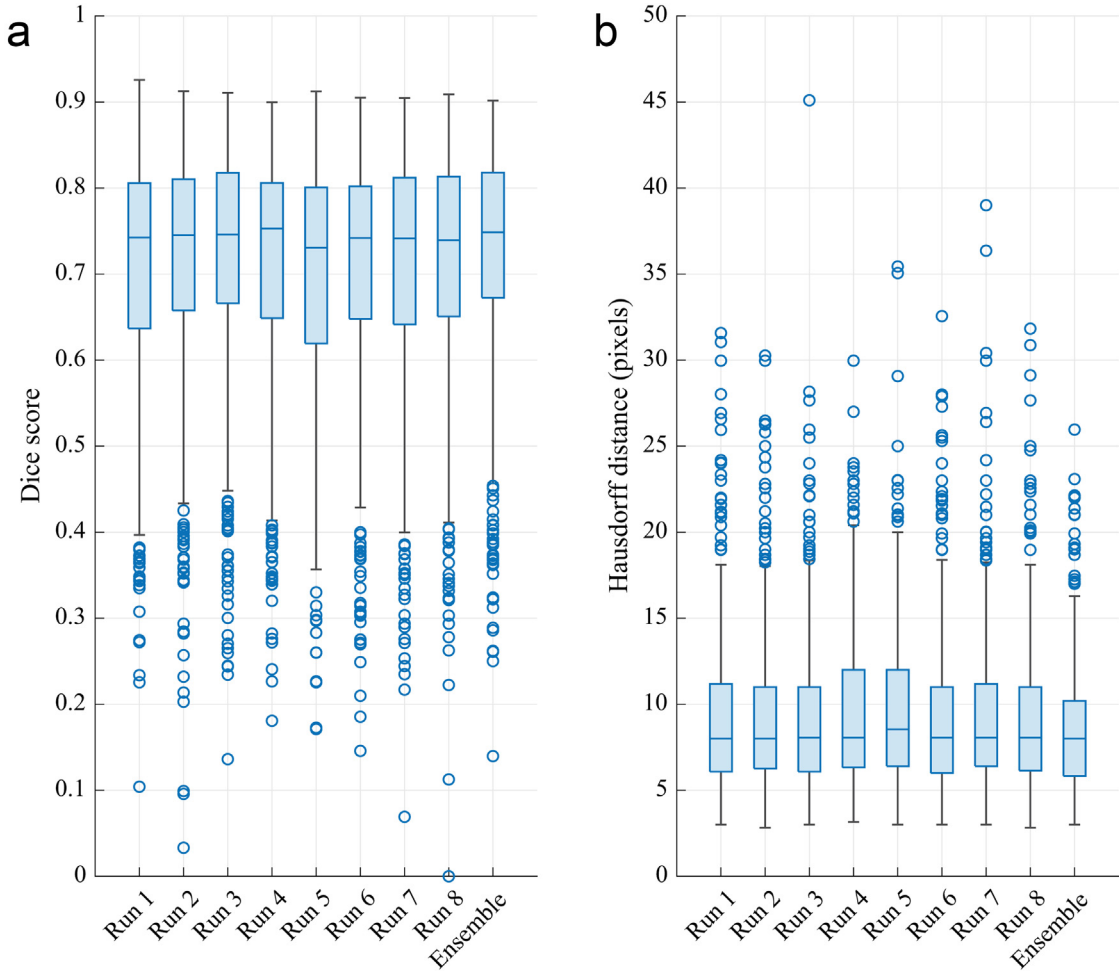 a
1
0.9
0.8
0.7
0.6
0.5
0.4
0.3
0.2
0.1
0
Dice score
Run 1
Run 2
Run 3
Run 4
Run 5
Run 6
Run 7
Run 8
Ensemble
b
50
45
40
35
30
25
20
15
10
5
0
Hausdorff distance (pixels)
Run 1
Run 2
Run 3
Run 4
Run 5
Run 6
Run 7
Run 8
Ensemble